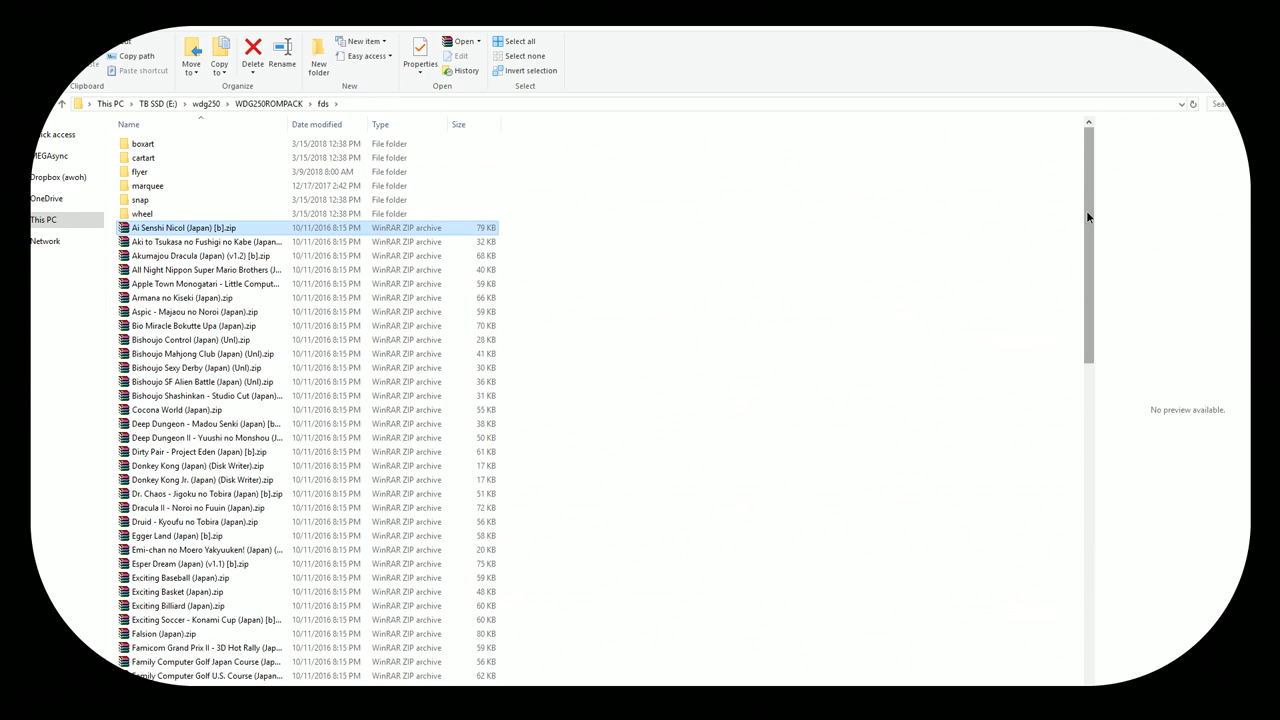 Copy path
Paste shortcut
Clipboard
Move to
Copy to
Delete
Rename
Organize
New folder
New item
Easy access
New
Properties
Open
Edit
History
Open
Select all
Select none
Invert selection
Select
This PC > TB SSD (E:) > wdg250 > WDG250ROMPACK > fds >
Sea
ick access
MEGAsync
Dropbox (awoh)
OneDrive
This PC
Network
Name Date modified Type Size
boxart 3/15/2018 12:38 PM File folder
cartart 3/15/2018 12:38 PM File folder
flyer 3/9/2018 8:00 AM File folder
marquee 12/17/2017 2:42 PM File folder
snap 3/15/2018 12:38 PM File folder
wheel 3/15/2018 12:38 PM File folder
Ai Senshi Nicol (Japan) [b].zip 10/11/2016 8:15 PM WinRAR ZIP archive 79 KB
Aki to Tsukasa no Fushigi no Kabe (Japan... 10/11/2016 8:15 PM WinRAR ZIP archive 32 KB
Akumajou Dracula (Japan) (v1.2) [b].zip 10/11/2016 8:15 PM WinRAR ZIP archive 68 KB
All Night Nippon Super Mario Brothers (J... 10/11/2016 8:15 PM WinRAR ZIP archive 40 KB
Apple Town Monogatari - Little Comput... 10/11/2016 8:15 PM WinRAR ZIP archive 59 KB
Armana no Kiseki (Japan).zip 10/11/2016 8:15 PM WinRAR ZIP archive 66 KB
Aspic - Majaou no Noroi (Japan).zip 10/11/2016 8:15 PM WinRAR ZIP archive 59 KB
Bio Miracle Bokutte Upa (Japan).zip 10/11/2016 8:15 PM WinRAR ZIP archive 70 KB
Bishoujo Control (Unl).zip 10/11/2016 8:15 PM WinRAR ZIP archive 28 KB
Bishoujo Mahjong Club (Japan) (Unl).zip 10/11/2016 8:15 PM WinRAR ZIP archive 41 KB
Bishoujo Sexy Derby (Japan) (Unl).zip 10/11/2016 8:15 PM WinRAR ZIP archive 30 KB
Bishoujo SF Alien Battle (Japan) (Unl).zip 10/11/2016 8:15 PM WinRAR ZIP archive 36 KB
Bishoujo Shashinkan - Studio Cut (Japan)... 10/11/2016 8:15 PM WinRAR ZIP archive 31 KB
Cocona World (Japan).zip 10/11/2016 8:15 PM WinRAR ZIP archive 55 KB
Deep Dungeon - Madou Senki (Japan) [b... 10/11/2016 8:15 PM WinRAR ZIP archive 38 KB
Deep Dungeon II - Yuushi no Monshou (J... 10/11/2016 8:15 PM WinRAR ZIP archive 50 KB
Dirty Pair - Project Eden (Japan) [b].zip 10/11/2016 8:15 PM WinRAR ZIP archive 61 KB
Donkey Kong (Japan) (Disk Writer).zip 10/11/2016 8:15 PM WinRAR ZIP archive 17 KB
Donkey Kong Jr. (Japan) (Disk Writer).zip 10/11/2016 8:15 PM WinRAR ZIP archive 17 KB
Dr. Chaos - Jigoku no Tobira (Japan) [b].zip 10/11/2016 8:15 PM WinRAR ZIP archive 51 KB
Dracula II - Noroi no Fuuin (Japan).zip 10/11/2016 8:15 PM WinRAR ZIP archive 72 KB
Druid - Kyoufu no Tobira (Japan).zip 10/11/2016 8:15 PM WinRAR ZIP archive 56 KB
Egger Land (Japan) [b].zip 10/11/2016 8:15 PM WinRAR ZIP archive 58 KB
Emi-chan no Moero Yakyuuken! (Japan) (... 10/11/2016 8:15 PM WinRAR ZIP archive 20 KB
Esper Dream (Japan) (v1.1) [b].zip 10/11/2016 8:15 PM WinRAR ZIP archive 75 KB
Exciting Baseball (Japan).zip 10/11/2016 8:15 PM WinRAR ZIP archive 59 KB
Exciting Basket (Japan).zip 10/11/2016 8:15 PM WinRAR ZIP archive 48 KB
Exciting Billiard (Japan).zip 10/11/2016 8:15 PM WinRAR ZIP archive 60 KB
Exciting Soccer - Konami Cup (Japan) [b]... 10/11/2016 8:15 PM WinRAR ZIP archive 60 KB
Falsion (Japan).zip 10/11/2016 8:15 PM WinRAR ZIP archive 80 KB
Famicom Grand Prix II - 3D Hot Rally (Jap... 10/11/2016 8:15 PM WinRAR ZIP archive 59 KB
Family Computer Golf Japan Course (Jap... 10/11/2016 8:15 PM WinRAR ZIP archive 56 KB
Family Computer Golf U.S. Course (Japan... 10/11/2016 8:15 PM WinRAR ZIP archive 62 KB
No preview available.